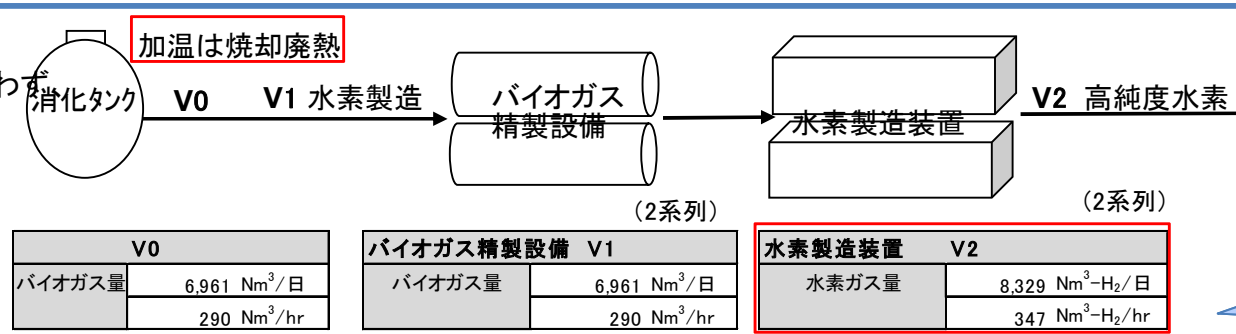 加温は焼却廃熱
わず
消化タンク V0 V1 水素製造 バイオガス 精製設備 水素製造装置 V2 高純度水素
(2系列) (2系列)
V0 バイオガス精製設備 V1 水素製造装置 V2
バイオガス量 6,961 Nm³/日 バイオガス量 6,961 Nm³/日 水素ガス量 8,329 Nm³-H₂/日
290 Nm³/hr 290 Nm³/hr 347 Nm³-H₂/hr